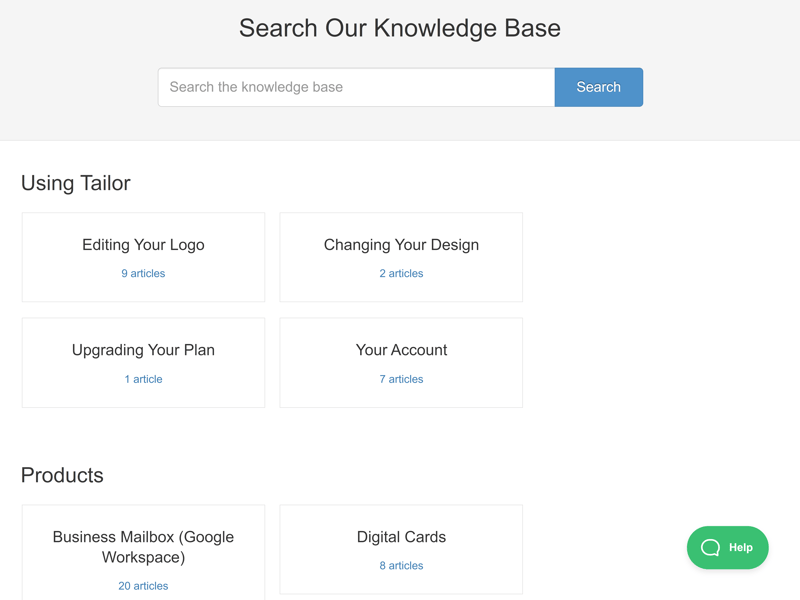 Search Our Knowledge Base
Search the knowledge base
Search
Using Tailor
Editing Your Logo
9 articles
Changing Your Design
2 articles
Upgrading Your Plan
1 article
Your Account
7 articles
Products
Business Mailbox (Google
Workspace)
20 articles
Digital Cards
8 articles
Help